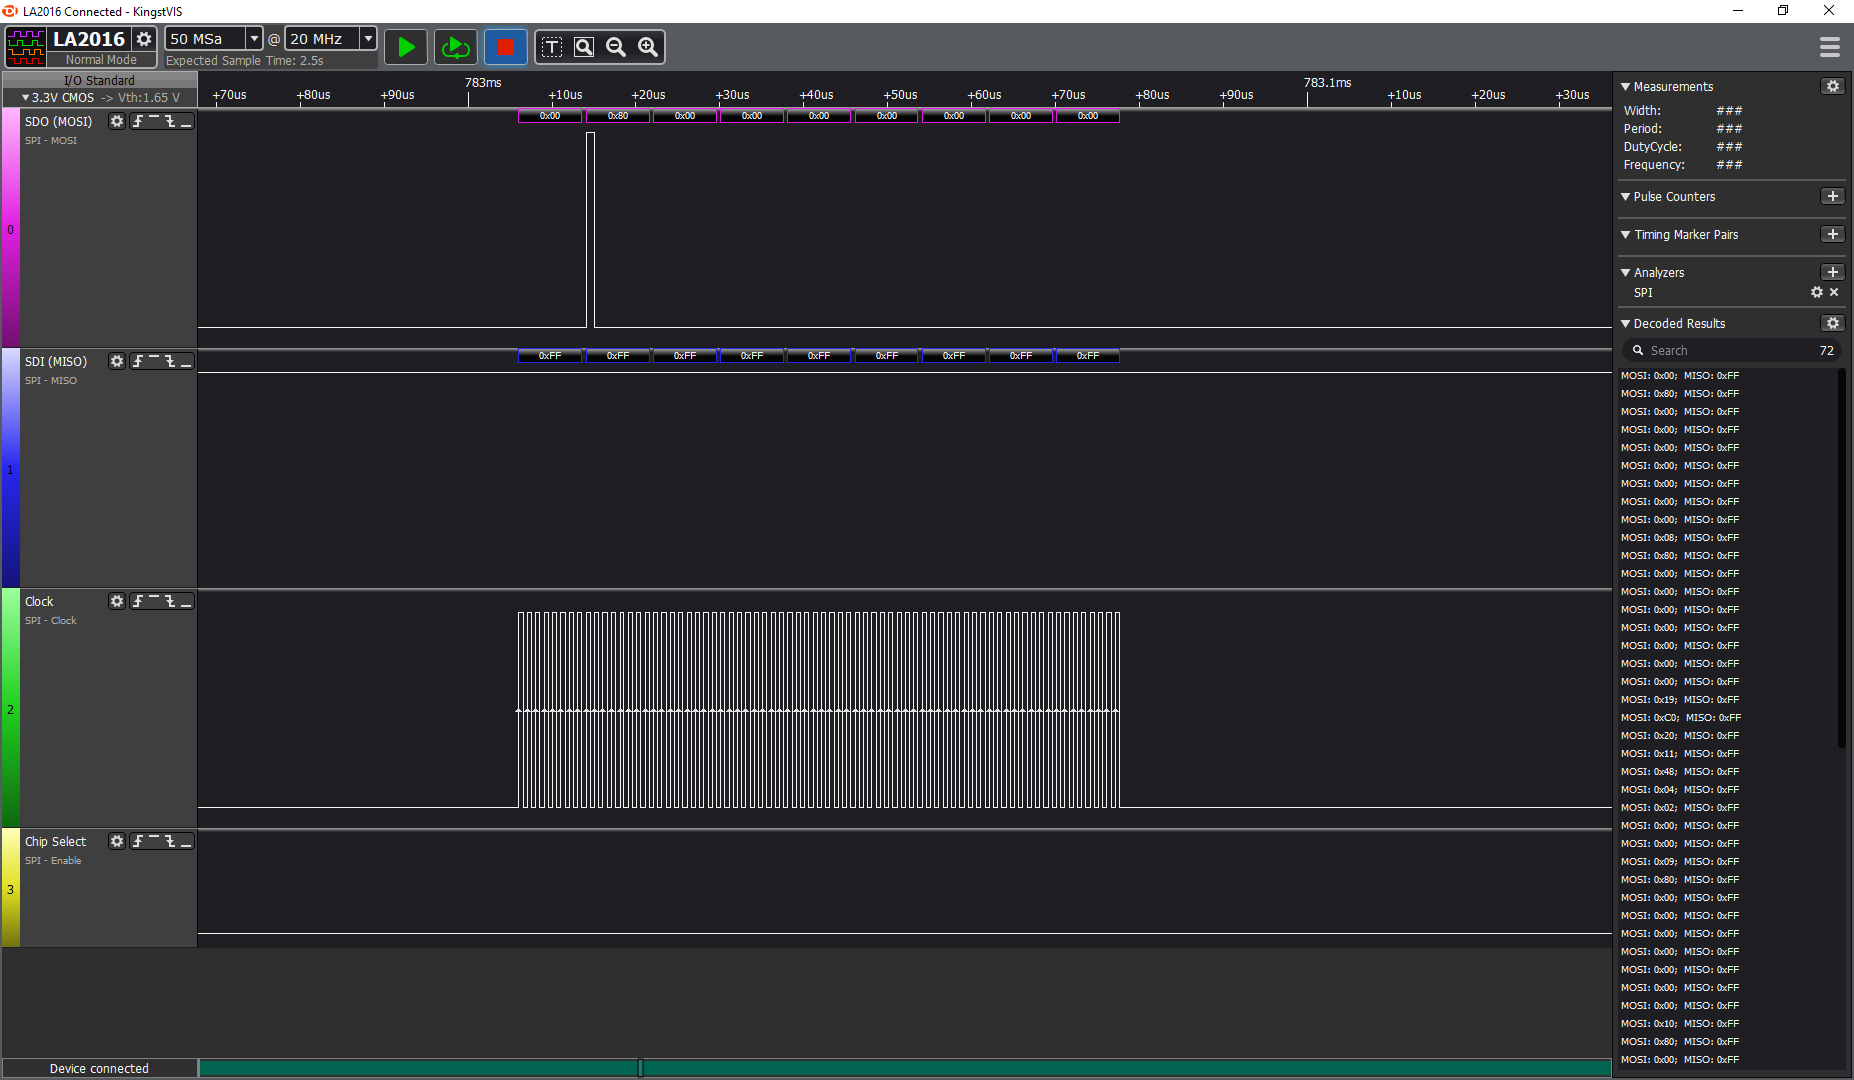 LA2016 Connected - KingstVIS
LA2016
Normal Mode
50 MSa @ 20 MHz
Expected Sample Time: 2.5s
T
I/O Standard
3.3V CMOS -> Vth:1.65 V
783ms 783.1ms
+70us +80us +90us +10us +20us +30us +40us +50us +60us +70us +80us +90us +10us +20us +30us
SDO (MOSI)
SPI - MOSI
0
0x00 0x80 0x00 0x00 0x00 0x00 0x00 0x00 0x00
SDI (MISO)
SPI - MISO
1
0xFF 0xFF 0xFF 0xFF 0xFF 0xFF 0xFF 0xFF 0xFF
Clock
SPI - Clock
2
Chip Select
SPI - Enable
3
Device connected
Measurements
Width: ###
Period: ###
DutyCycle: ###
Frequency: ###
Pulse Counters
Timing Marker Pairs
Analyzers
SPI
Decoded Results
Search 72
MOSI: 0x00; MISO: 0xFF
MOSI: 0x80; MISO: 0xFF
MOSI: 0x00; MISO: 0xFF
MOSI: 0x00; MISO: 0xFF
MOSI: 0x00; MISO: 0xFF
MOSI: 0x00; MISO: 0xFF
MOSI: 0x00; MISO: 0xFF
MOSI: 0x00; MISO: 0xFF
MOSI: 0x00; MISO: 0xFF
MOSI: 0x08; MISO: 0xFF
MOSI: 0x80; MISO: 0xFF
MOSI: 0x00; MISO: 0xFF
MOSI: 0x00; MISO: 0xFF
MOSI: 0x00; MISO: 0xFF
MOSI: 0x00; MISO: 0xFF
MOSI: 0x00; MISO: 0xFF
MOSI: 0x00; MISO: 0xFF
MOSI: 0x00; MISO: 0xFF
MOSI: 0x19; MISO: 0xFF
MOSI: 0xC0; MISO: 0xFF
MOSI: 0x20; MISO: 0xFF
MOSI: 0x11; MISO: 0xFF
MOSI: 0x48; MISO: 0xFF
MOSI: 0x04; MISO: 0xFF
MOSI: 0x02; MISO: 0xFF
MOSI: 0x00; MISO: 0xFF
MOSI: 0x00; MISO: 0xFF
MOSI: 0x09; MISO: 0xFF
MOSI: 0x80; MISO: 0xFF
MOSI: 0x00; MISO: 0xFF
MOSI: 0x00; MISO: 0xFF
MOSI: 0x00; MISO: 0xFF
MOSI: 0x00; MISO: 0xFF
MOSI: 0x00; MISO: 0xFF
MOSI: 0x00; MISO: 0xFF
MOSI: 0x00; MISO: 0xFF
MOSI: 0x10; MISO: 0xFF
MOSI: 0x80; MISO: 0xFF
MOSI: 0x00; MISO: 0xFF